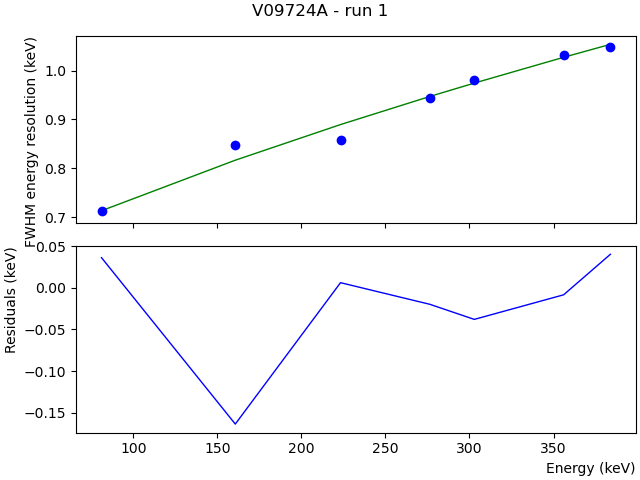 V09724A - run 1
FWHM energy resolution (keV)
1.0
0.9
0.8
0.7
Residuals (keV)
0.05
0.00
−0.05
−0.10
−0.15
100 150 200 250 300 350
Energy (keV)